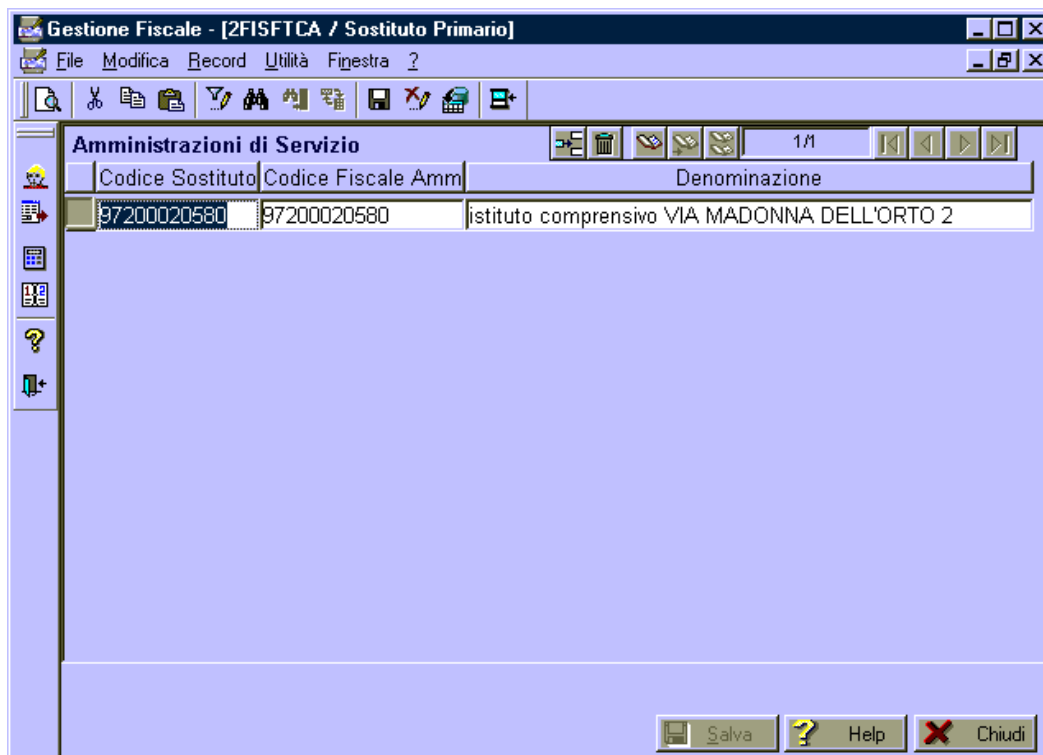 Gestione Fiscale - [2FISFTCA / Sostituto Primario]
File Modifica Record Utilità Finestra ?
Amministrazioni di Servizio 1/1
Codice Sostituto Codice Fiscale Amm Denominazione
97200020580 97200020580 istituto comprensivo VIA MADONNA DELL'ORTO 2
Salva Help Chiudi